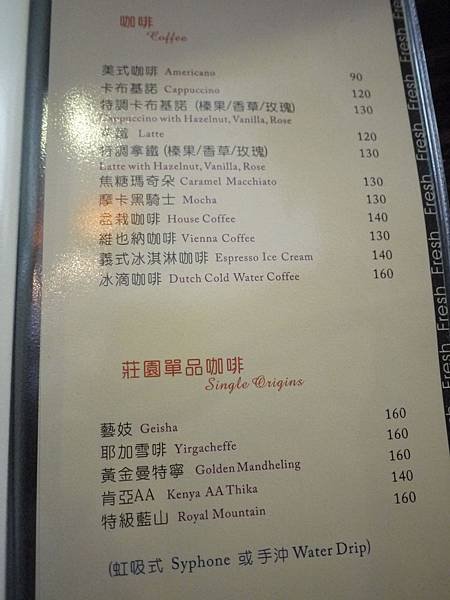 咖啡
Coffee
美式咖啡 Americano 90
卡布基諾 Cappuccino 120
特調卡布基諾 (榛果/香草/玫瑰) 130
Cappuccino with Hazelnut, Vanilla, Rose
拿鐵 Latte 120
特調拿鐵 (榛果/香草/玫瑰) 130
Latte with Hazelnut, Vanilla, Rose
焦糖瑪奇朵 Caramel Macchiato 130
摩卡黑騎士 Mocha 130
盆栽咖啡 House Coffee 140
維也納咖啡 Vienna Coffee 130
義式冰淇淋咖啡 Espresso Ice Cream 140
冰滴咖啡 Dutch Cold Water Coffee 160
莊園單品咖啡
Single Origins
藝妓 Geisha 160
耶加雪啡 Yirgacheffe 160
黃金曼特寧 Golden Mandheling 160
肯亞AA Kenya AA Thika 140
特級藍山 Royal Mountain 160
(虹吸式 Syphone 或手沖 Water Drip)
Fresh Fresh Fresh Fresh Fresh Fresh Fresh